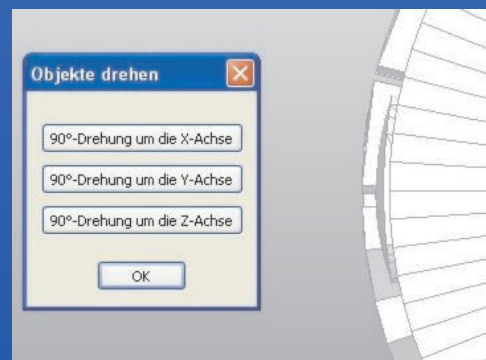 Objekte drehen
90°-Drehung um die X-Achse
90°-Drehung um die Y-Achse
90°-Drehung um die Z-Achse
OK